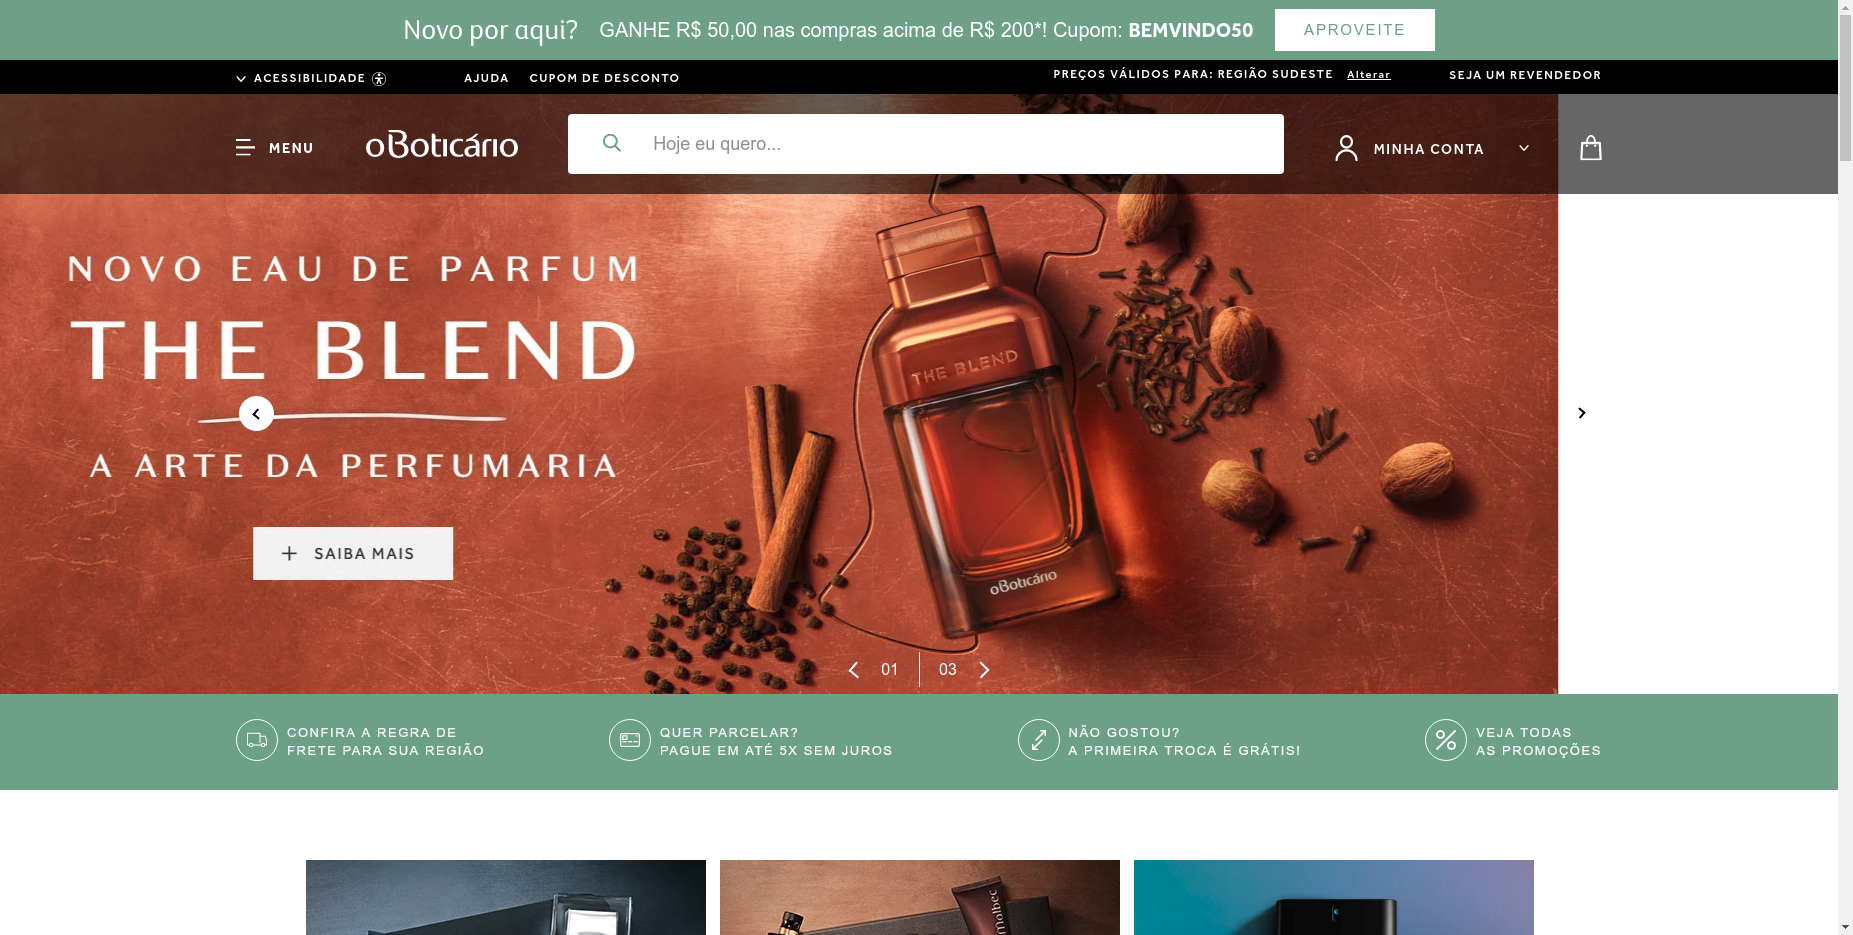 Novo por aqui? GANHE R$ 50,00 nas compras acima de R$ 200*! Cupom: BEMVINDO50 APROVEITE
ACESSIBILIDADE AJUDA CUPOM DE DESCONTO PREÇOS VÁLIDOS PARA: REGIÃO SUDESTE Alterar SEJA UM REVENDEDOR
MENU oBoticário Hoje eu quero... MINHA CONTA
NOVO EAU DE PARFUM
THE BLEND
A ARTE DA PERFUMARIA
SAIBA MAIS
THE BLEND
oBoticário
01 03
CONFIRA A REGRA DE
FRETE PARA SUA REGIÃO
QUER PARCELAR?
PAGUE EM ATÉ 5X SEM JUROS
NÃO GOSTOU?
A PRIMEIRA TROCA É GRÁTIS!
VEJA TODAS
AS PROMOÇÕES
malbec